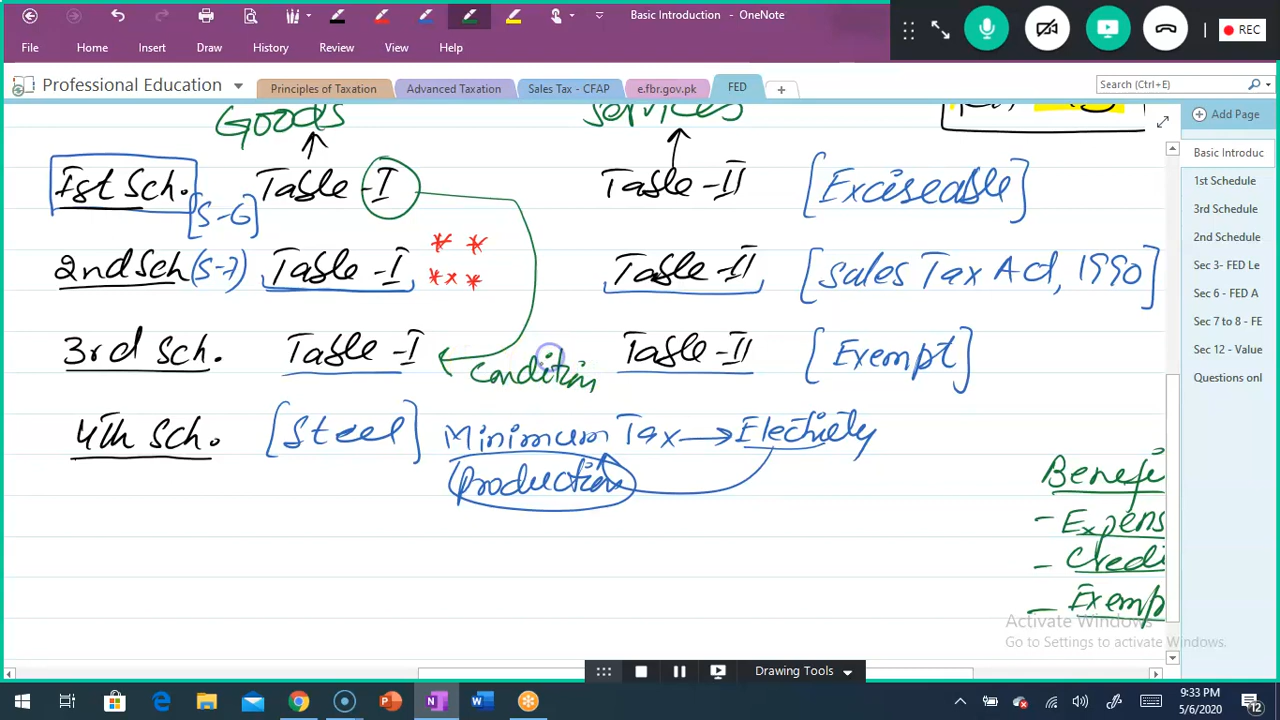 Basic Introduction - OneNote
REC
File Home Insert Draw History Review View Help
Professional Education
Principles of Taxation
Advanced Taxation
Sales Tax - CFAP
e.fbr.gov.pk
FED
Search (Ctrl+E)
Add Page
Goods Services
Ist Sch. Table -I Table -II [Exciseable]
[S-6]
2nd Sch (S-7) Table -I ** *** Table -II [Sales Tax Act, 1990]
3rd Sch. Table -I Table -II [Exempt]
Condition
4th Sch. [Steel] Minimum Tax → Electricity
Production
Benefi
- Expens
- Credi
- Exemp
Basic Introduc
1st Schedule
3rd Schedule
2nd Schedule
Sec 3- FED Le
Sec 6 - FED A
Sec 7 to 8 - FE
Sec 12 - Value
Questions onl
Activate Windows
Go to Settings to activate Windows.
Drawing Tools
9:33 PM
5/6/2020
12